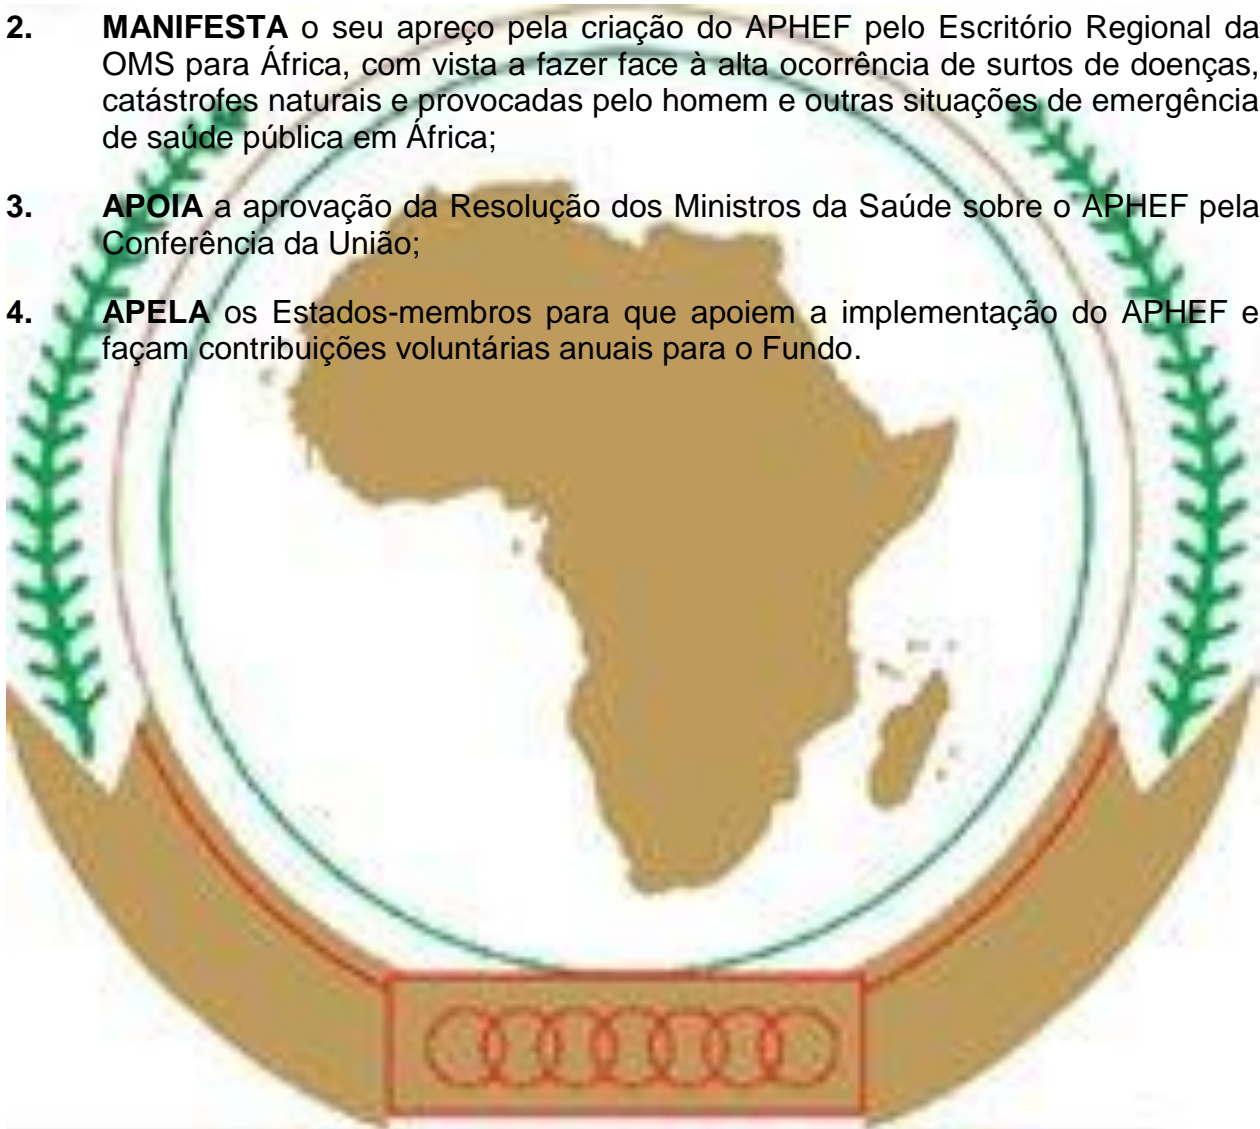 2. MANIFESTA o seu apreço pela criação do APHEF pelo Escritório Regional da
OMS para África, com vista a fazer face à alta ocorrência de surtos de doenças,
catástrofes naturais e provocadas pelo homem e outras situações de emergência
de saúde pública em África;
3. APOIA a aprovação da Resolução dos Ministros da Saúde sobre o APHEF pela
Conferência da União;
4. APELA os Estados-membros para que apoiem a implementação do APHEF e
façam contribuições voluntárias anuais para o Fundo.